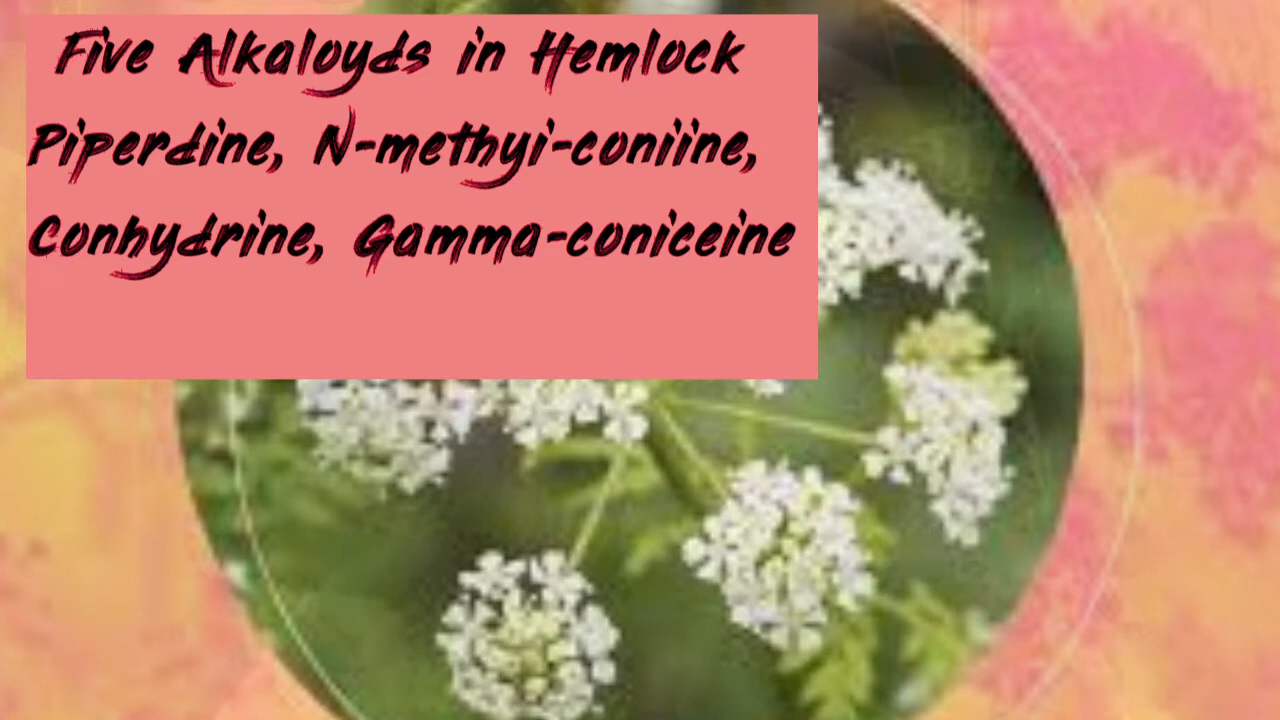 Five Alkaloyds in Hemlock
Piperdine, N-methyi-coniine,
Conhydrine, Gamma-coniceine